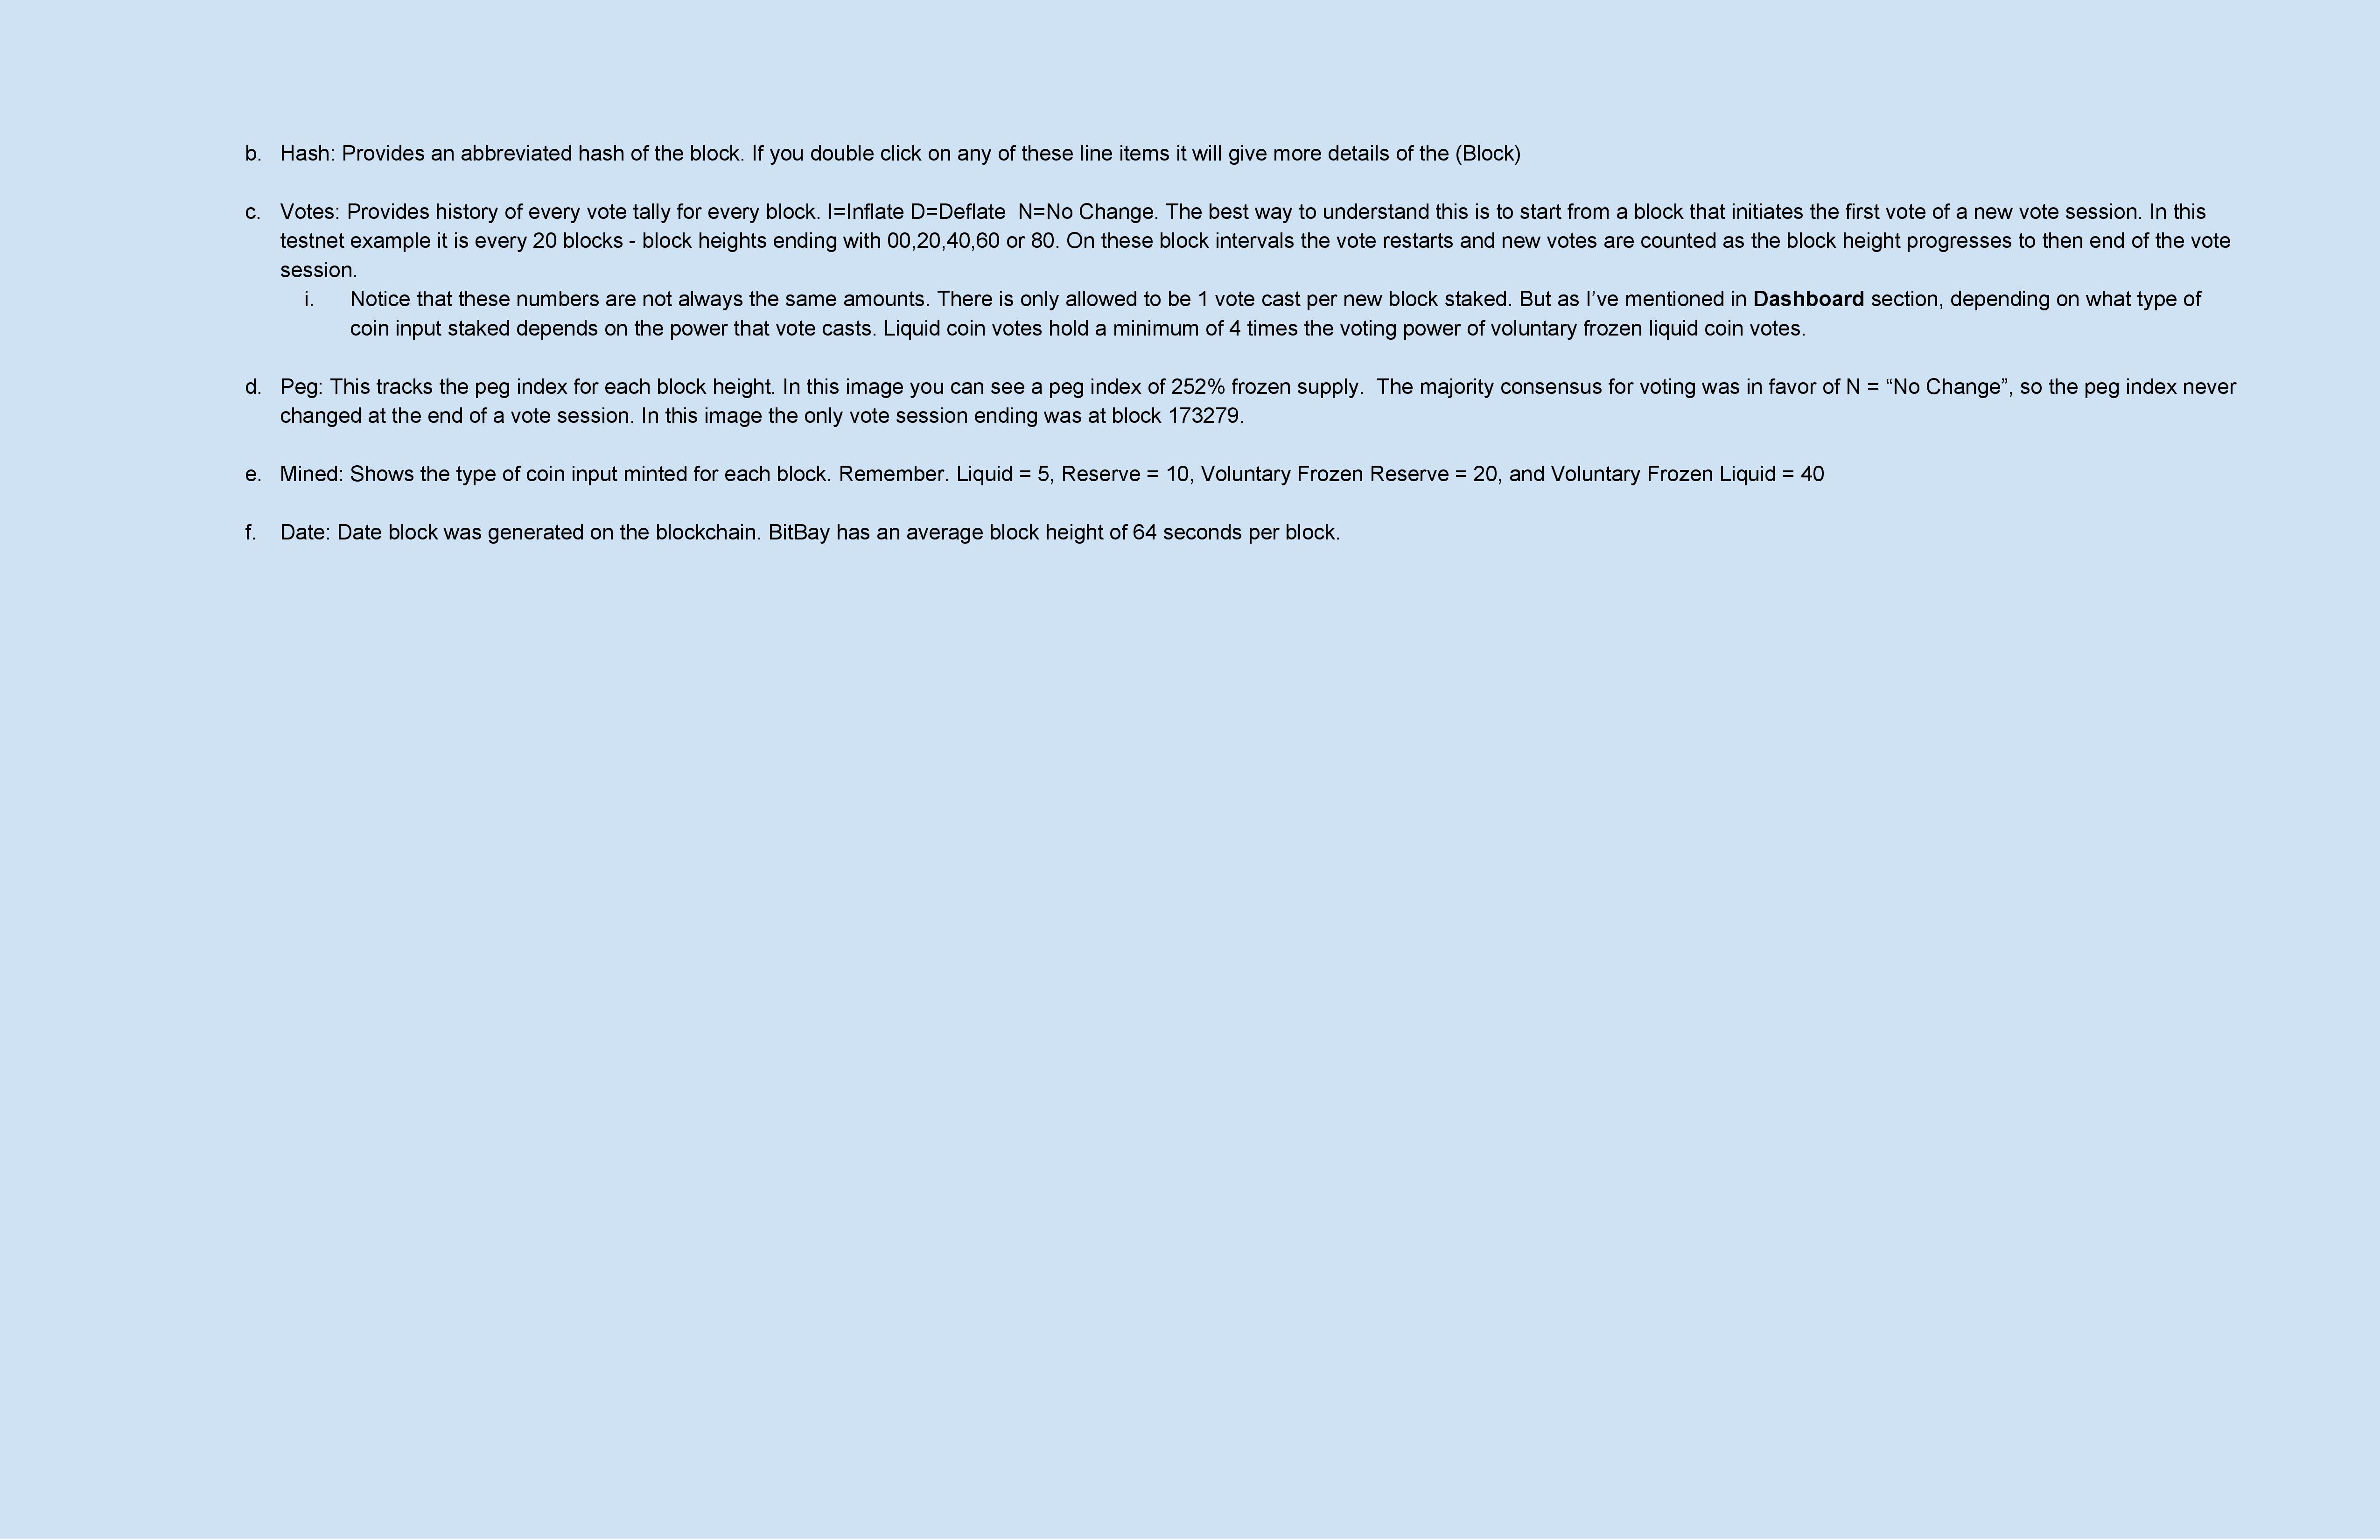 b. Hash: Provides an abbreviated hash of the block. If you double click on any of these line items it will give more details of the (Block)
c. Votes: Provides history of every vote tally for every block. I=Inflate D=Deflate  N=No Change. The best way to understand this is to start from a block that initiates the first vote of a new vote session. In this
testnet example it is every 20 blocks - block heights ending with 00,20,40,60 or 80. On these block intervals the vote restarts and new votes are counted as the block height progresses to then end of the vote
session.
i. Notice that these numbers are not always the same amounts. There is only allowed to be 1 vote cast per new block staked. But as I’ve mentioned in Dashboard section, depending on what type of
coin input staked depends on the power that vote casts. Liquid coin votes hold a minimum of 4 times the voting power of voluntary frozen liquid coin votes.
d. Peg: This tracks the peg index for each block height. In this image you can see a peg index of 252% frozen supply.  The majority consensus for voting was in favor of N = “No Change”, so the peg index never
changed at the end of a vote session. In this image the only vote session ending was at block 173279.
e. Mined: Shows the type of coin input minted for each block. Remember. Liquid = 5, Reserve = 10, Voluntary Frozen Reserve = 20, and Voluntary Frozen Liquid = 40
f. Date: Date block was generated on the blockchain. BitBay has an average block height of 64 seconds per block.